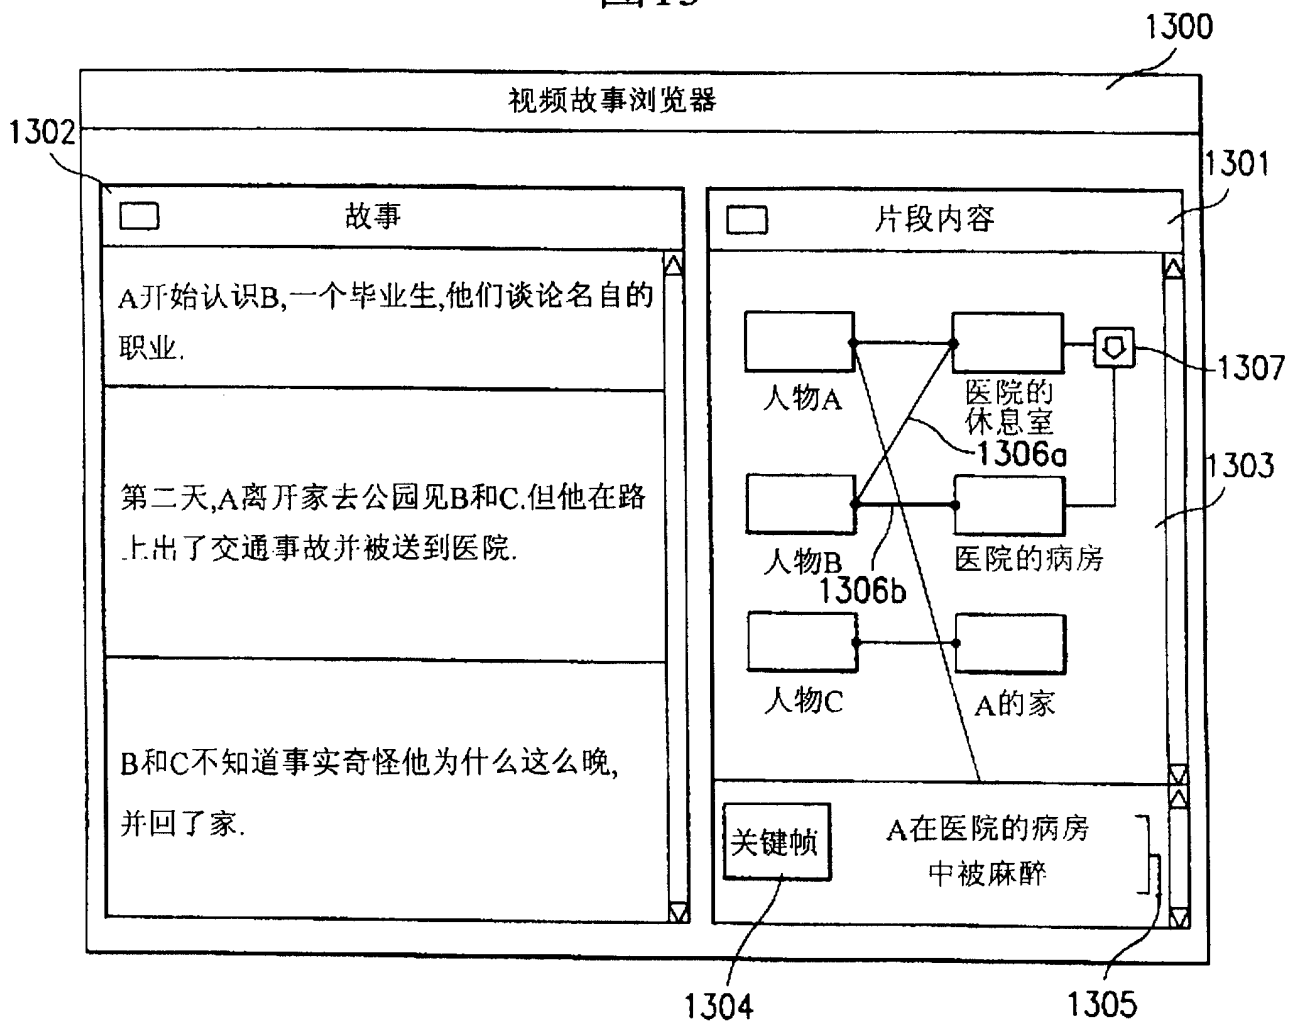 1300
视频故事浏览器
1302
1301
故事
片段内容
A开始认识B,一个毕业生,他们谈论名自的
职业.
第二天,A离开家去公园见B和C.但他在路
上出了交通事故并被送到医院.
B和C不知道事实奇怪他为什么这么晚,
并回了家.
人物A
医院的
休息室
1307
1306a
1303
人物B
医院的病房
1306b
人物C
A的家
关键帧
A在医院的病房
中被麻醉
1304
1305